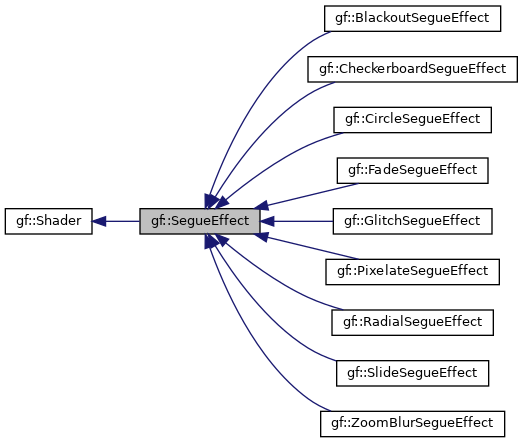 gf::BlackoutSegueEffect
gf::CheckerboardSegueEffect
gf::CircleSegueEffect
gf::FadeSegueEffect
gf::Shader
gf::SegueEffect
gf::GlitchSegueEffect
gf::PixelateSegueEffect
gf::RadialSegueEffect
gf::SlideSegueEffect
gf::ZoomBlurSegueEffect